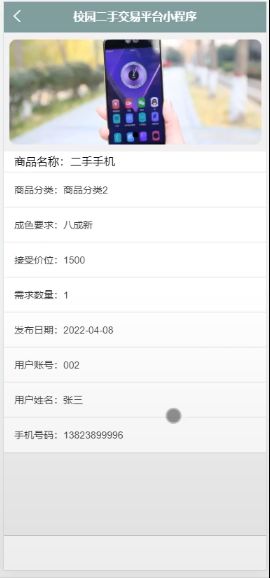 校园二手交易平台小程序
商品名称：二手手机
商品分类：商品分类2
成色要求：八成新
接受价位：1500
需求数量：1
发布日期：2022-04-08
用户账号：002
用户姓名：张三
手机号码：13823899996